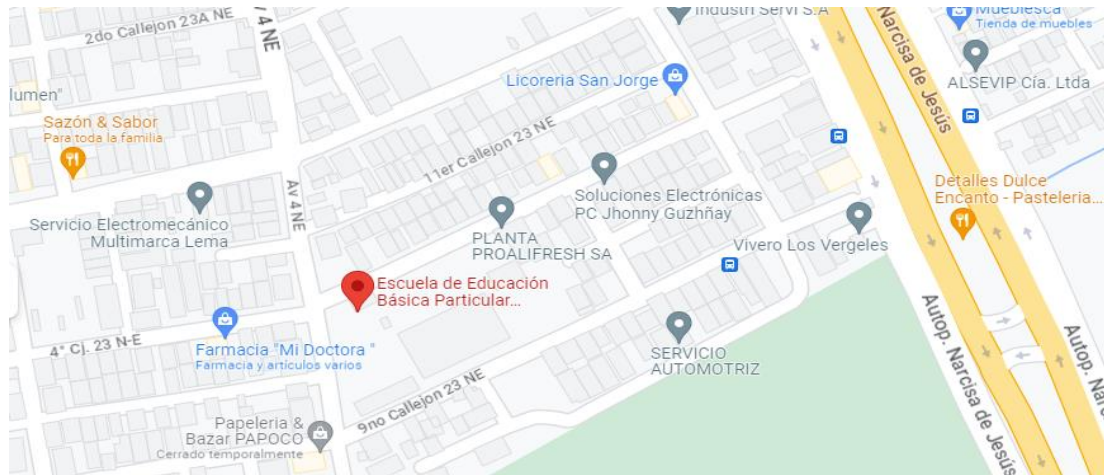 2do Callejon 23A NE
Av 4 NE
Industri Servi S.A
Mueblesca
Tienda de muebles
Narcisa de Jesús
ALSEVIP Cía. Ltda
lumen"
Sazón & Sabor
Para toda la familia
Licoreria San Jorge
11er Callejon 23 NE
Av 4 NE
Servicio Electromecánico
Multimarca Lema
Soluciones Electrónicas
PC Jhonny Guzhñay
Detalles Dulce
Encanto - Pasteleria...
PLANTA
PROALIFRESH SA
Vivero Los Vergeles
Escuela de Educación
Básica Particular...
4° Cj. 23 N-E
Farmacia "Mi Doctora "
Farmacia y artículos varios
SERVICIO
AUTOMOTRIZ
Autop. Narcisa de Jesús
Autop. Narcisa de Jesús
9no Callejon 23 NE
Papeleria &
Bazar PAPOCO
Cerrado temporalmente